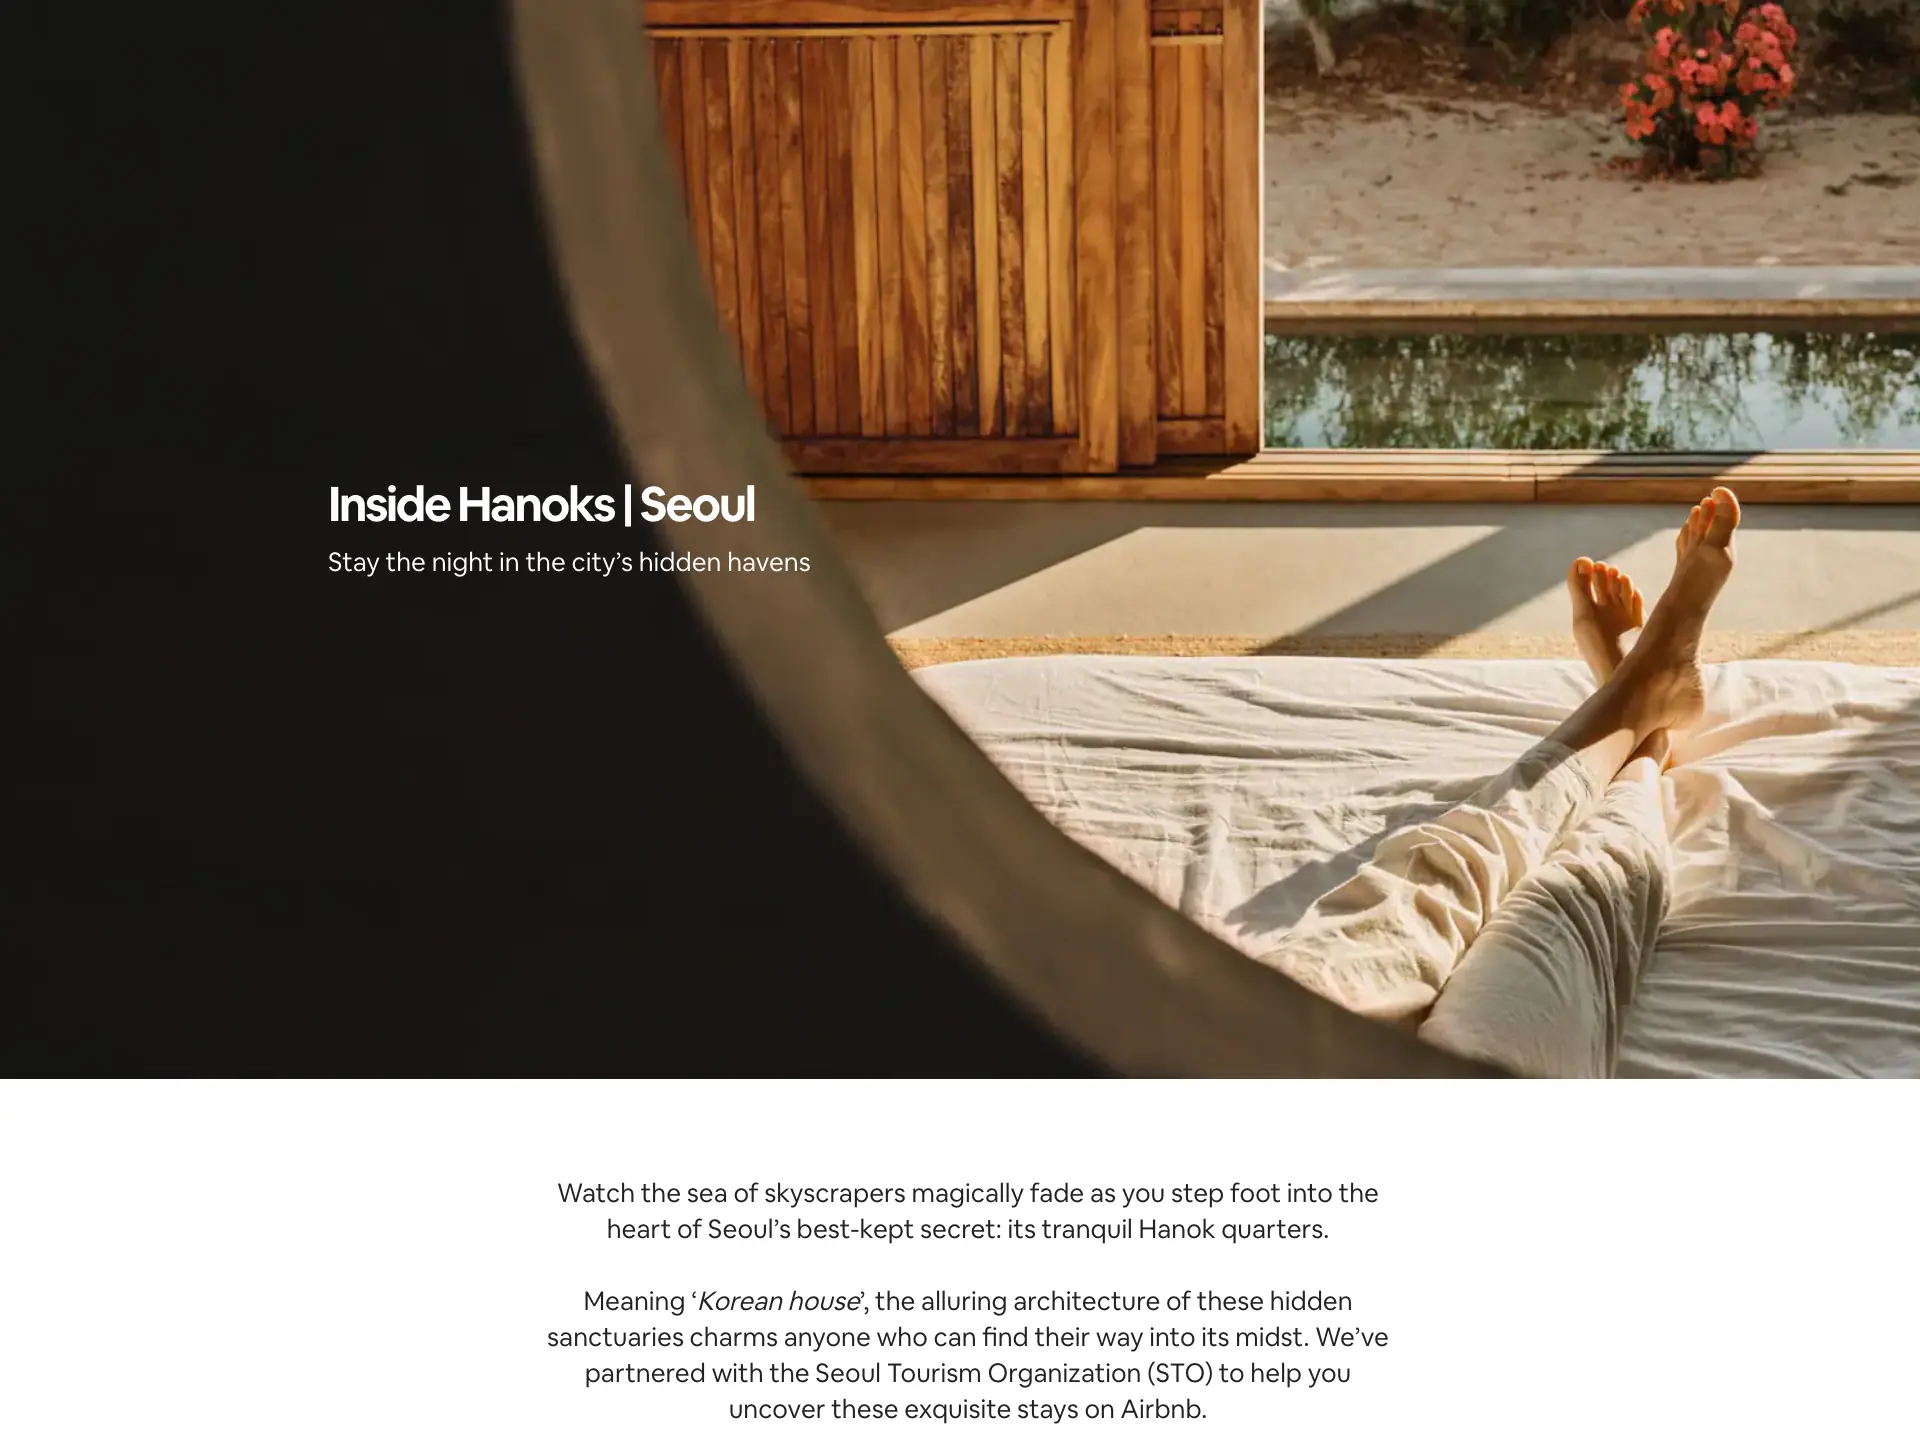 Inside Hanoks | Seoul
Stay the night in the city’s hidden havens
Watch the sea of skyscrapers magically fade as you step foot into the
heart of Seoul’s best-kept secret: its tranquil Hanok quarters.
Meaning ‘Korean house’, the alluring architecture of these hidden
sanctuaries charms anyone who can find their way into its midst. We’ve
partnered with the Seoul Tourism Organization (STO) to help you
uncover these exquisite stays on Airbnb.